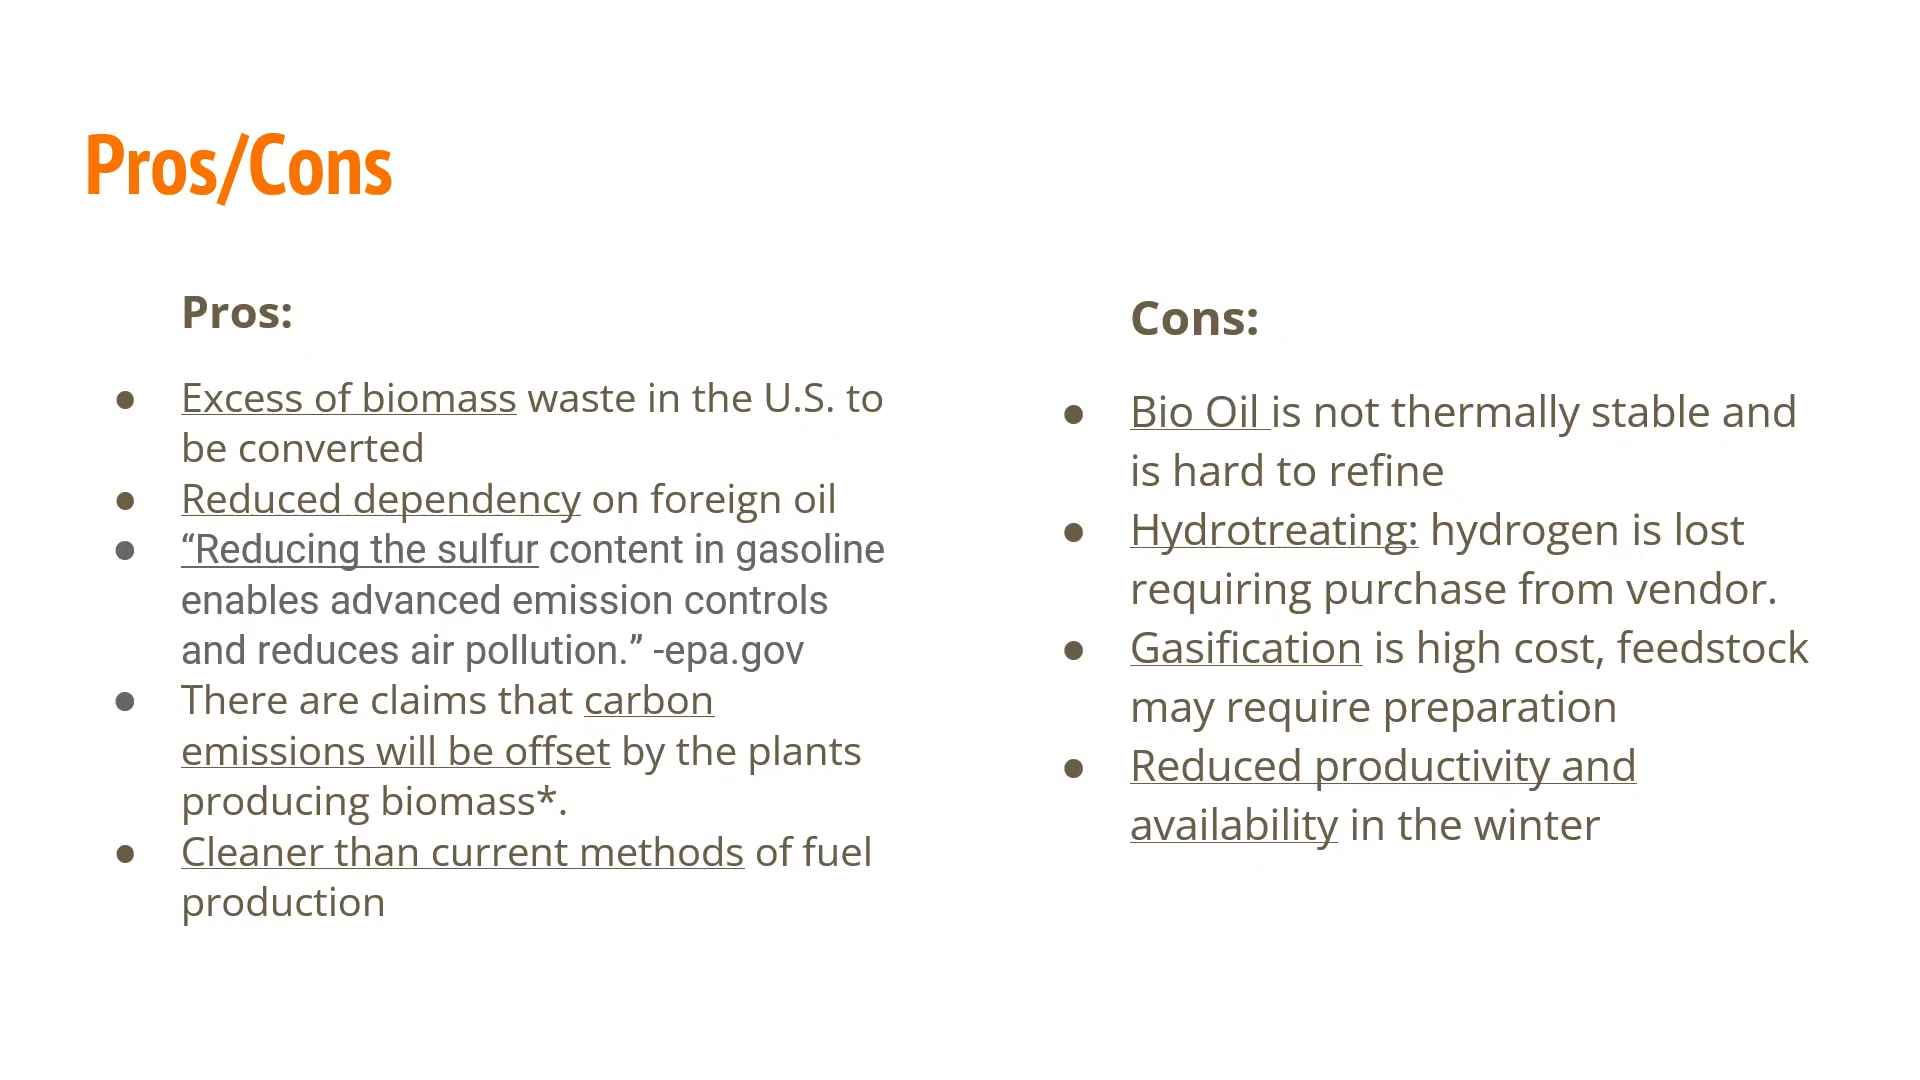 Pros/Cons
Pros:
● Excess of biomass waste in the U.S. to
be converted
● Reduced dependency on foreign oil
● “Reducing the sulfur content in gasoline
enables advanced emission controls
and reduces air pollution.” -epa.gov
● There are claims that carbon
emissions will be offset by the plants
producing biomass*.
● Cleaner than current methods of fuel
production
Cons:
● Bio Oil is not thermally stable and
is hard to refine
● Hydrotreating: hydrogen is lost
requiring purchase from vendor.
● Gasification is high cost, feedstock
may require preparation
● Reduced productivity and
availability in the winter